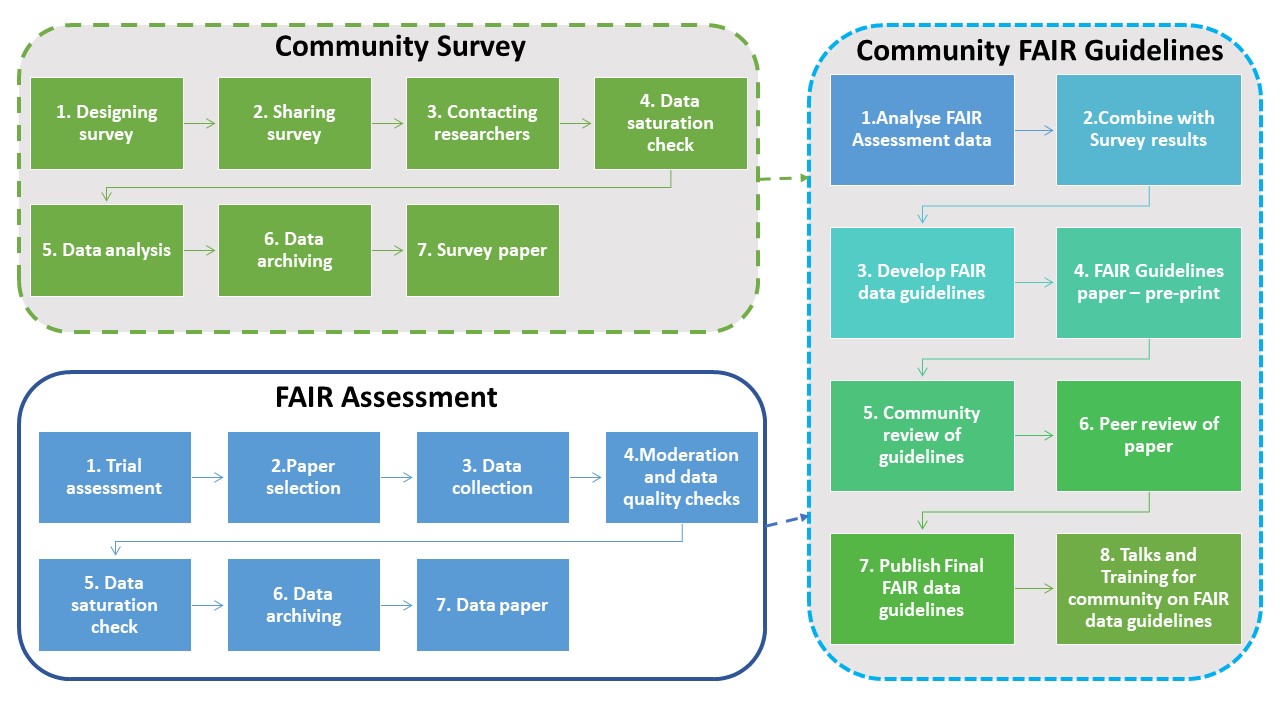 Community Survey
1. Designing
survey
2. Sharing
survey
3. Contacting
researchers
4. Data
saturation
check
5. Data analysis
6. Data
archiving
7. Survey paper
FAIR Assessment
1. Trial
assessment
2.Paper
selection
3. Data
collection
4.Moderation
and data
quality checks
5. Data
saturation
check
6. Data
archiving
7. Data paper
Community FAIR Guidelines
1.Analyse FAIR
Assessment data
2.Combine with
Survey results
3. Develop FAIR
data guidelines
4. FAIR Guidelines
paper – pre-print
5. Community
review of
guidelines
6. Peer review of
paper
7. Publish Final
FAIR data
guidelines
8. Talks and
Training for
community on FAIR
data guidelines